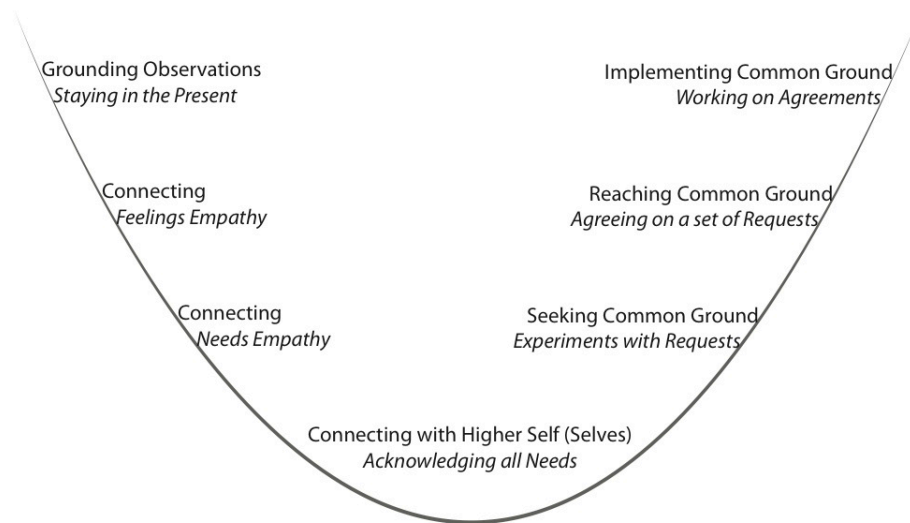 Grounding Observations
Staying in the Present
Connecting
Feelings Empathy
Connecting
Needs Empathy
Connecting with Higher Self (Selves)
Acknowledging all Needs
Seeking Common Ground
Experiments with Requests
Reaching Common Ground
Agreeing on a set of Requests
Implementing Common Ground
Working on Agreements